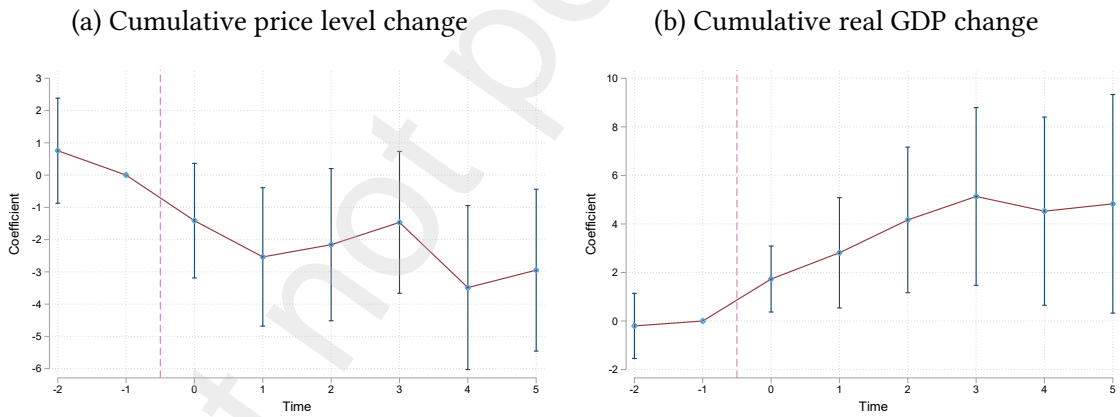 (a) Cumulative price level change
(b) Cumulative real GDP change
3
2
1
0
-1
-2
-3
-4
-5
-6
Coefficient
-2 -1 0 1 2 3 4 5
Time
10
8
6
4
2
0
-2
Coefficient
-2 -1 0 1 2 3 4 5
Time
not